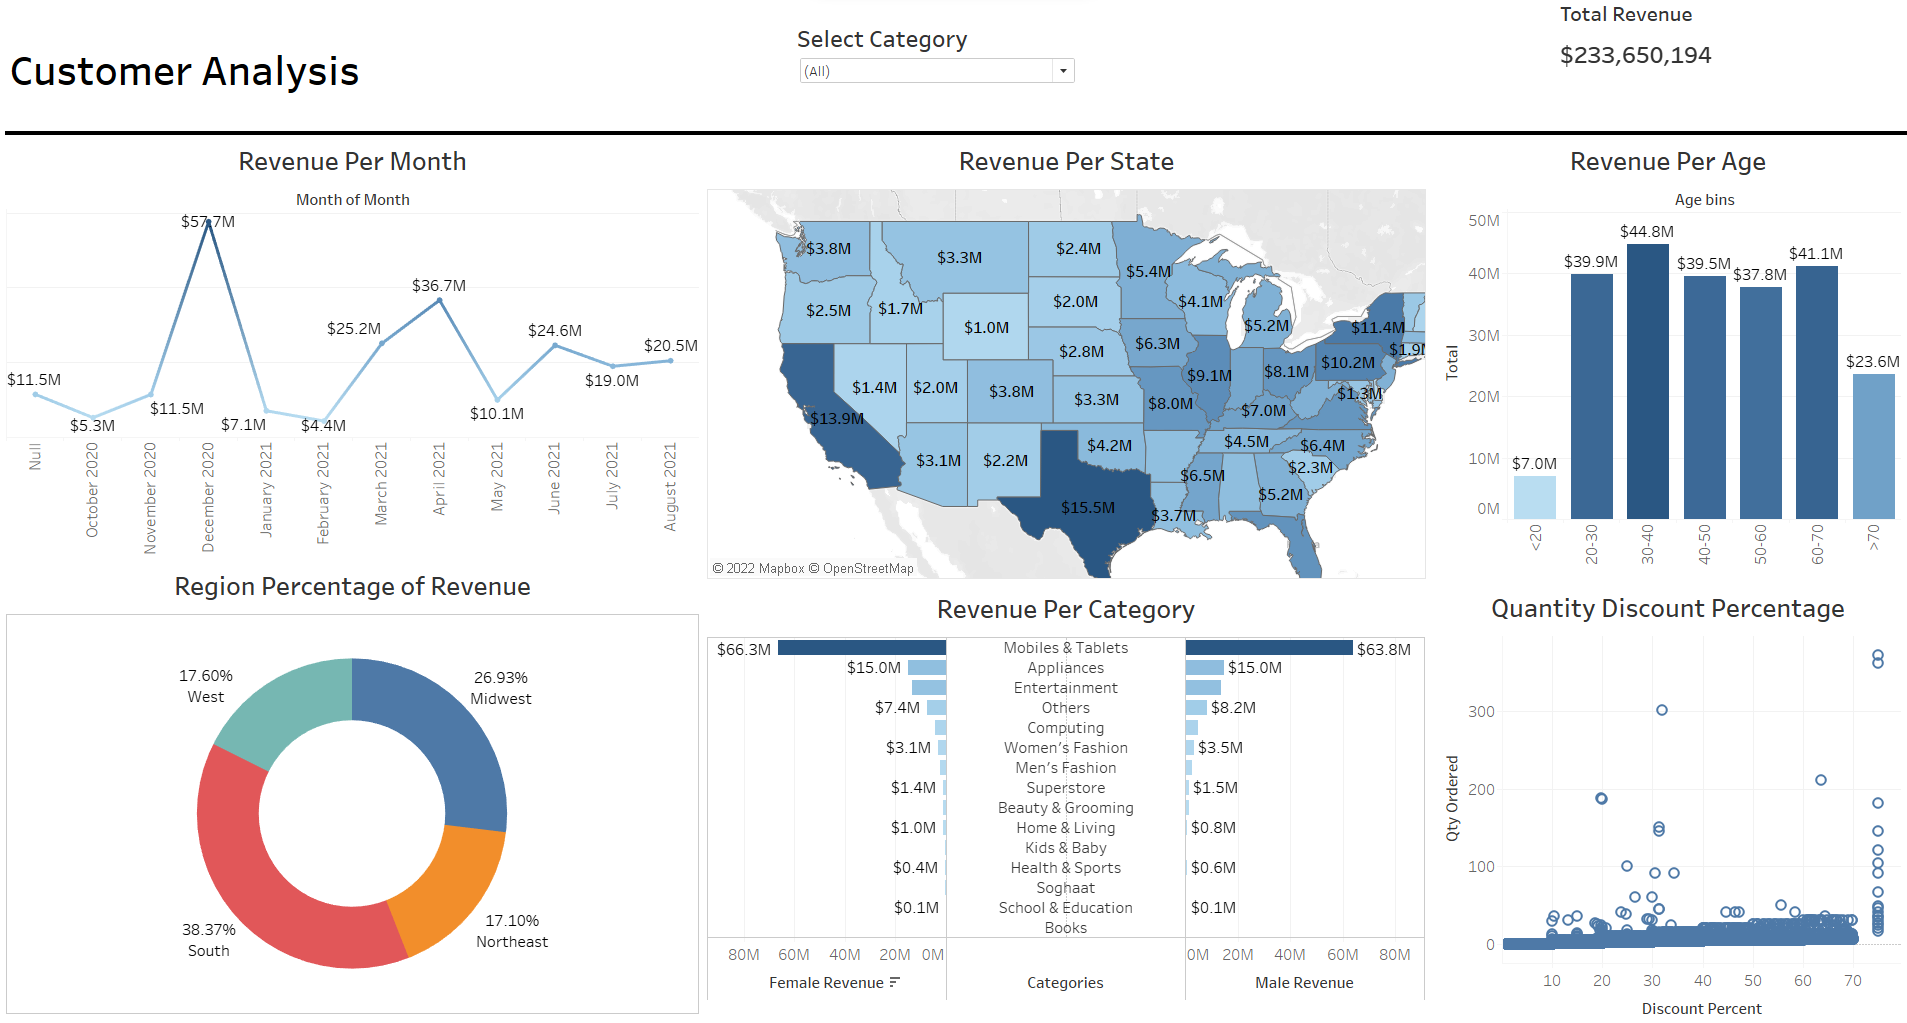 Customer Analysis
Select Category
(All)
Total Revenue
$233,650,194
Revenue Per Month
Month of Month
$57.7M
$36.7M
$25.2M
$24.6M
$20.5M
$11.5M
$19.0M
$11.5M
$10.1M
$5.3M
$7.1M
$4.4M
Null
October 2020
November 2020
December 2020
January 2021
February 2021
March 2021
April 2021
May 2021
June 2021
July 2021
August 2021
Revenue Per State
$3.8M
$3.3M
$2.4M
$5.4M
$2.5M
$1.7M
$1.0M
$2.0M
$4.1M
$5.2M
$11.4M
$1.9M
$2.8M
$6.3M
$10.2M
$1.4M
$2.0M
$3.8M
$3.3M
$8.0M
$9.1M
$8.1M
$1.3M
$13.9M
$7.0M
$3.1M
$2.2M
$4.2M
$4.5M
$6.4M
$6.5M
$2.3M
$5.2M
$15.5M
$3.7M
© 2022 Mapbox © OpenStreetMap
Revenue Per Age
Age bins
50M
40M
30M
20M
10M
0M
Total
$7.0M
$39.9M
$44.8M
$39.5M
$37.8M
$41.1M
$23.6M
<20
20-30
30-40
40-50
50-60
60-70
>70
Region Percentage of Revenue
17.60%
West
26.93%
Midwest
38.37%
South
17.10%
Northeast
Revenue Per Category
$66.3M Mobiles & Tablets $63.8M
$15.0M Appliances $15.0M
Entertainment
$7.4M Others $8.2M
Computing
$3.1M Women's Fashion $3.5M
Men's Fashion
$1.4M Superstore $1.5M
Beauty & Grooming
$1.0M Home & Living $0.8M
Kids & Baby
$0.4M Health & Sports $0.6M
Soghaat
$0.1M School & Education $0.1M
Books
80M 60M 40M 20M 0M 0M 20M 40M 60M 80M
Female Revenue Categories Male Revenue
Quantity Discount Percentage
300
200
100
0
Qty Ordered
10 20 30 40 50 60 70
Discount Percent